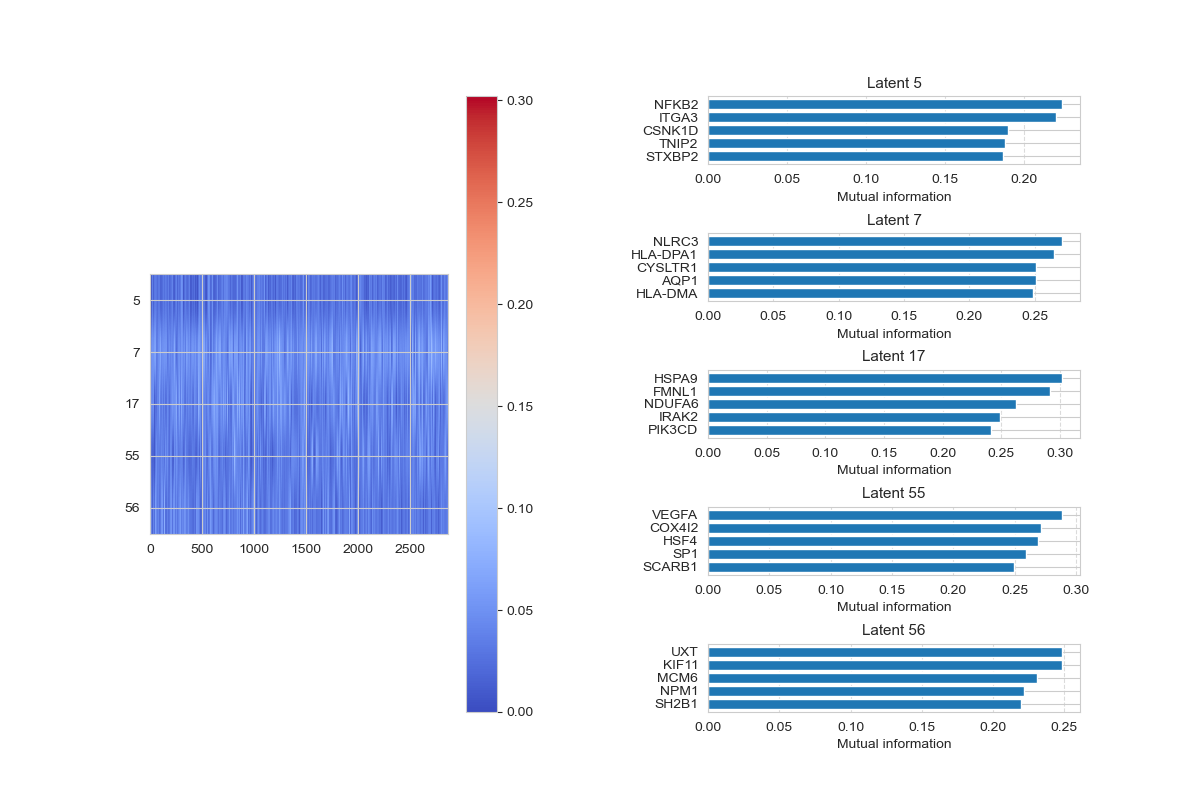 5
7
17
55
56
0 500 1000 1500 2000 2500
0.30
0.25
0.20
0.15
0.10
0.05
0.00
Latent 5
NFKB2
ITGA3
CSNK1D
TNIP2
STXBP2
0.00 0.05 0.10 0.15 0.20
Mutual information
Latent 7
NLRC3
HLA-DPA1
CYSLTR1
AQP1
HLA-DMA
0.00 0.05 0.10 0.15 0.20 0.25
Mutual information
Latent 17
HSPA9
FMNL1
NDUFA6
IRAK2
PIK3CD
0.00 0.05 0.10 0.15 0.20 0.25 0.30
Mutual information
Latent 55
VEGFA
COX4I2
HSF4
SP1
SCARB1
0.00 0.05 0.10 0.15 0.20 0.25 0.30
Mutual information
Latent 56
UXT
KIF11
MCM6
NPM1
SH2B1
0.00 0.05 0.10 0.15 0.20 0.25
Mutual information